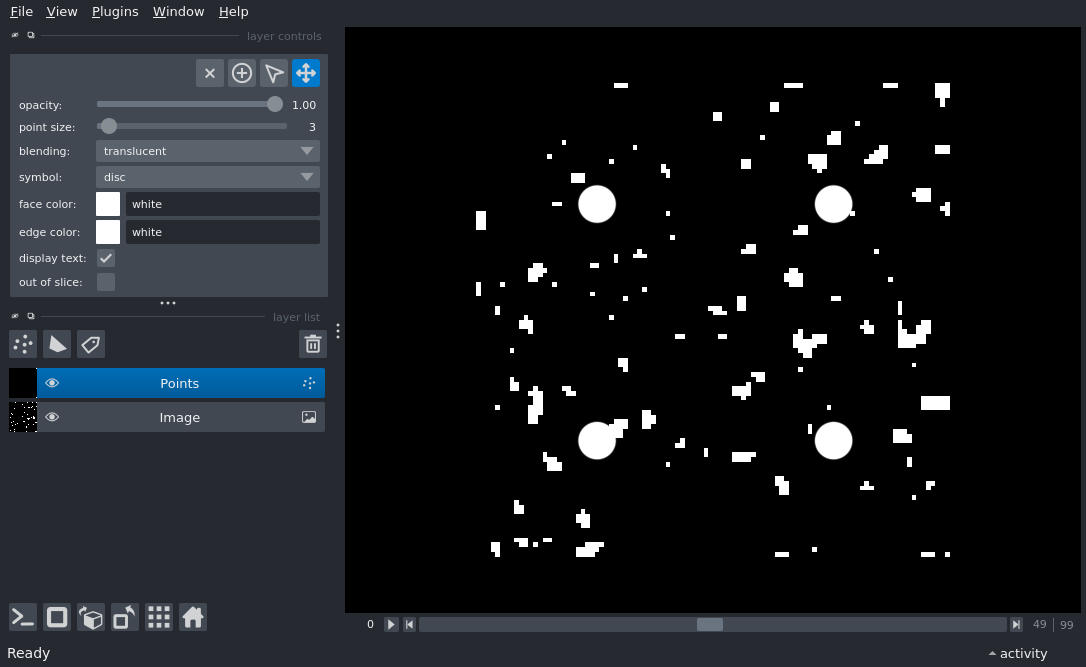 File View Plugins Window Help
layer controls
opacity: 1.00
point size: 3
blending: translucent
symbol: disc
face color: white
edge color: white
display text:
out of slice:
layer list
Points
Image
0 49 99
Ready activity